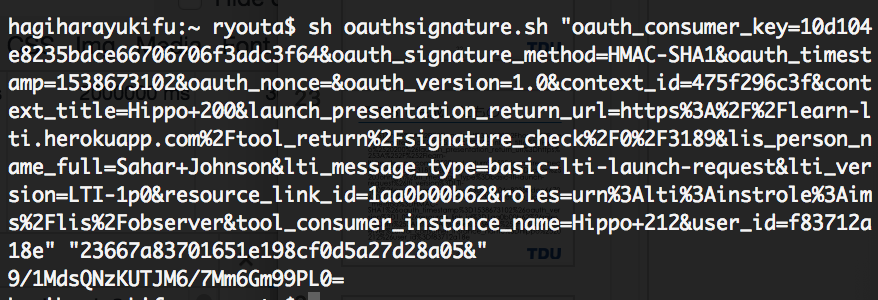 hagiharayukifu:~ ryouta$ sh oauthsignature.sh "oauth_consumer_key=10d104
e8235bdce66706706f3adc3f64&oauth_signature_method=HMAC-SHA1&oauth_timest
amp=1538673102&oauth_nonce=&oauth_version=1.0&context_id=475f296c3f&cont
ext_title=Hippo+200&launch_presentation_return_url=https%3A%2F%2Flearn-l
ti.herokuapp.com%2Ftool_return%2Fsignature_check%2F0%2F3189&lis_person_n
ame_full=Sahar+Johnson&lti_message_type=basic-lti-launch-request&lti_ver
sion=LTI-1p0&resource_link_id=1aa0b00b62&roles=urn%3Alti%3Ainstrole%3Aim
s%2Flis%2Fobserver&tool_consumer_instance_name=Hippo+212&user_id=f83712a
18e" "23667a83701651e198cf0d5a27d28a05&"
9/1MdsQNzKUTJM6/7Mm6Gm99PL0=
TDU
TDU